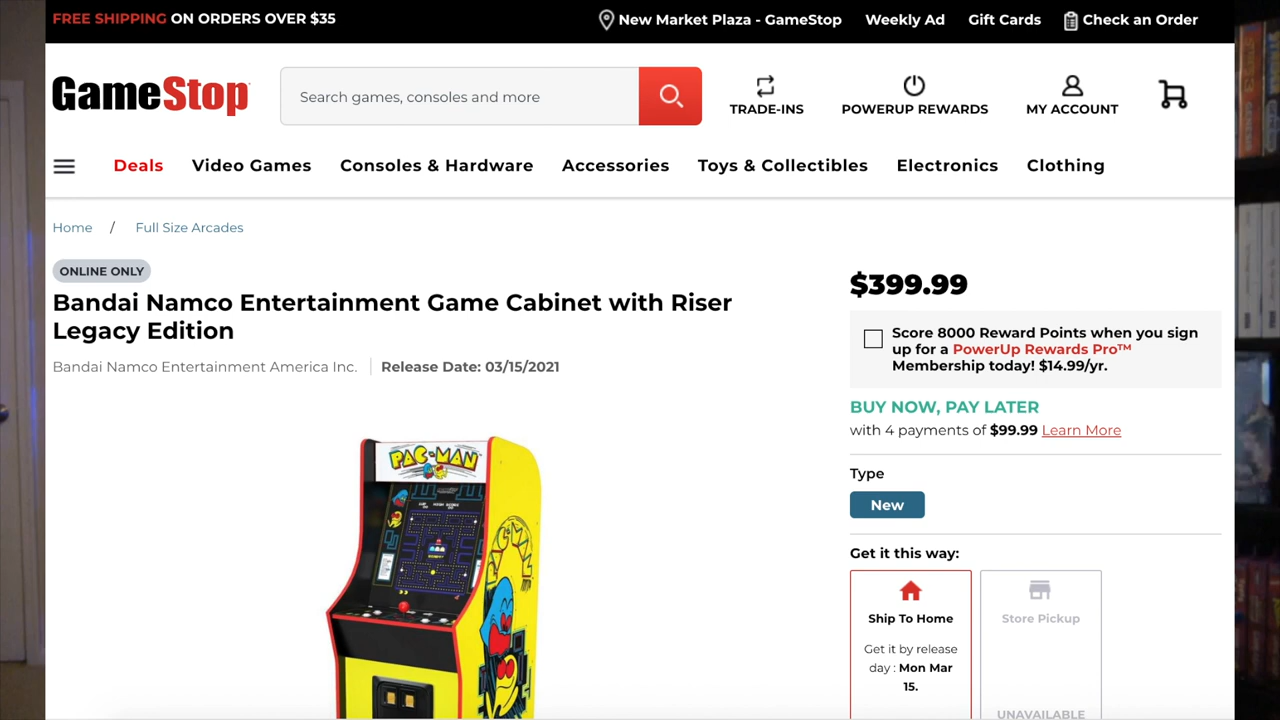 FREE SHIPPING ON ORDERS OVER $35
New Market Plaza - GameStop
Weekly Ad
Gift Cards
Check an Order
GameStop
Search games, consoles and more
TRADE-INS
POWERUP REWARDS
MY ACCOUNT
Deals
Video Games
Consoles & Hardware
Accessories
Toys & Collectibles
Electronics
Clothing
Home / Full Size Arcades
ONLINE ONLY
Bandai Namco Entertainment Game Cabinet with Riser
Legacy Edition
Bandai Namco Entertainment America Inc.
Release Date: 03/15/2021
PAC-MAN
$399.99
Score 8000 Reward Points when you sign
up for a PowerUp Rewards Pro™
Membership today! $14.99/yr.
BUY NOW, PAY LATER
with 4 payments of $99.99 Learn More
Type
New
Get it this way:
Ship To Home
Get it by release
day : Mon Mar
15.
Store Pickup
UNAVAILABLE